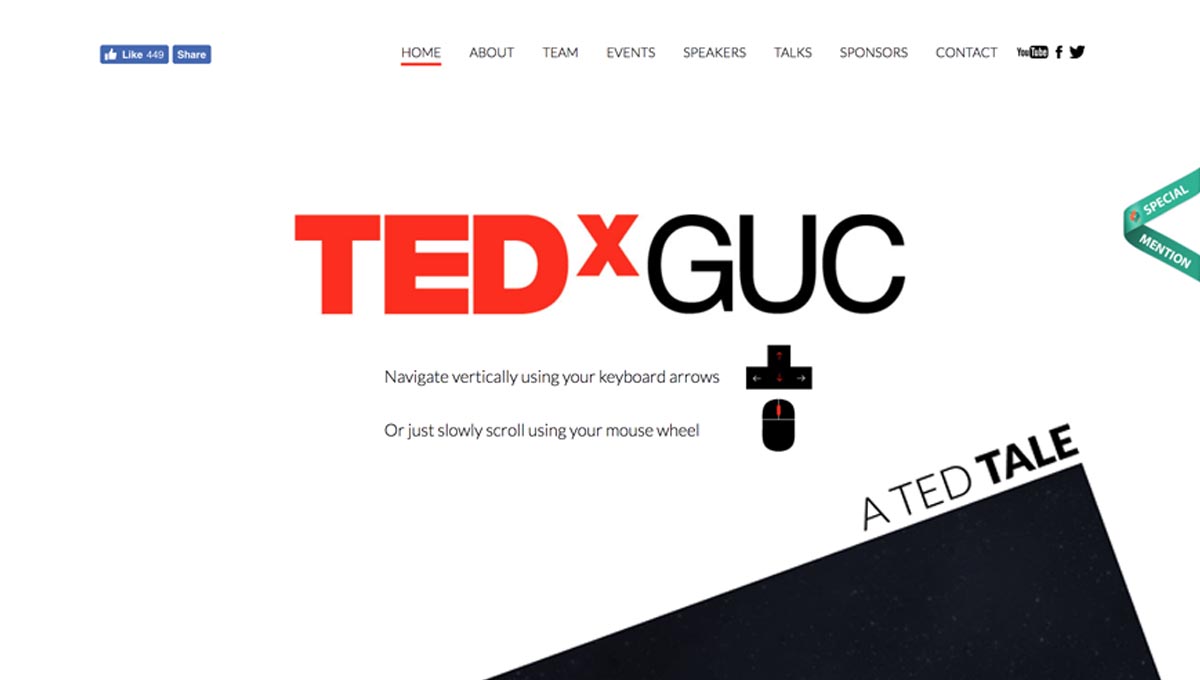 Like 449 Share
HOME ABOUT TEAM EVENTS SPEAKERS TALKS SPONSORS CONTACT YouTube
SPECIAL
MENTION
TEDxGUC
Navigate vertically using your keyboard arrows
Or just slowly scroll using your mouse wheel
A TED TALE